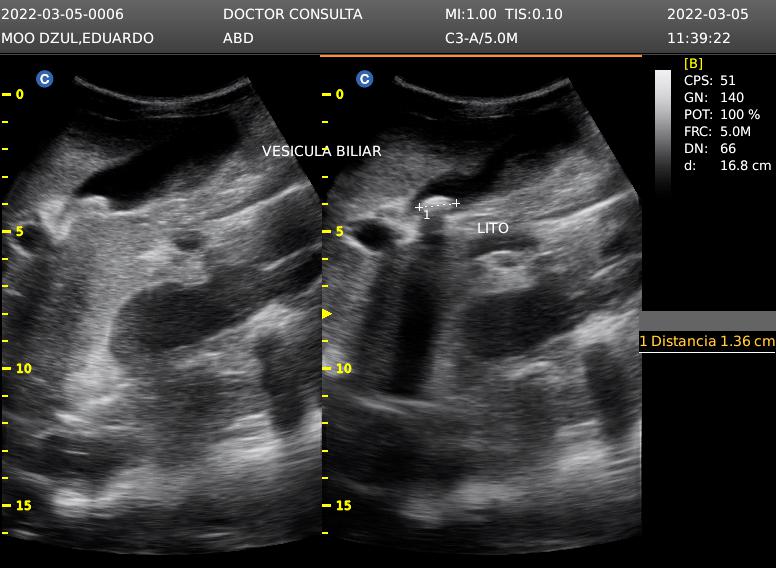 2022-03-05-0006 DOCTOR CONSULTA MI:1.00 TIS:0.10 2022-03-05
MOO DZUL,EDUARDO ABD C3-A/5.0M 11:39:22
[B]
CPS: 51
GN: 140
POT: 100 %
FRC: 5.0M
DN: 66
d: 16.8 cm
C C
0 0
VESICULA BILIAR
1
LITO
5 5
1 Distancia 1.36 cm
10 10
15 15